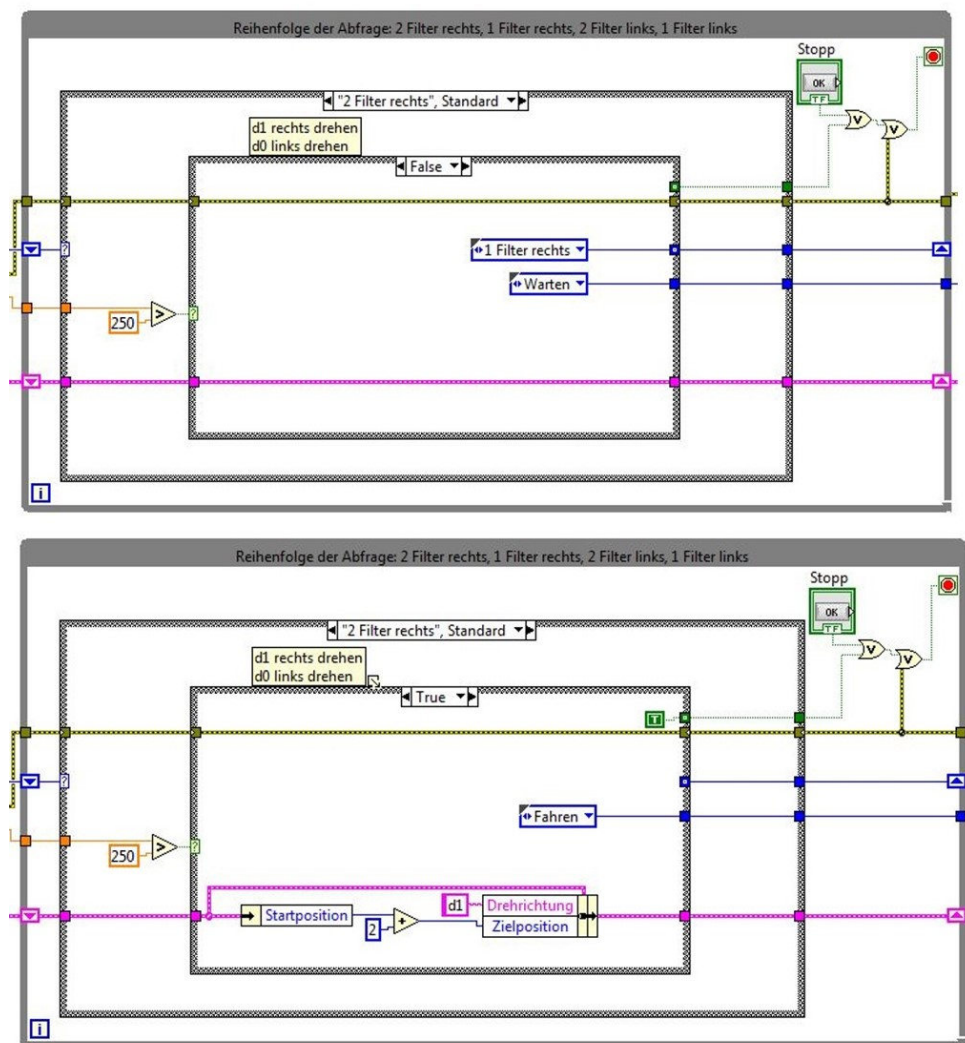 Reihenfolge der Abfrage: 2 Filter rechts, 1 Filter rechts, 2 Filter links, 1 Filter links
Stopp
OK
TF
"2 Filter rechts", Standard
d1 rechts drehen
d0 links drehen
False
1 Filter rechts
Warten
250
i
Reihenfolge der Abfrage: 2 Filter rechts, 1 Filter rechts, 2 Filter links, 1 Filter links
Stopp
OK
TF
"2 Filter rechts", Standard
d1 rechts drehen
d0 links drehen
True
T
Fahren
250
d1
Drehrichtung
Startposition
2
Zielposition
i